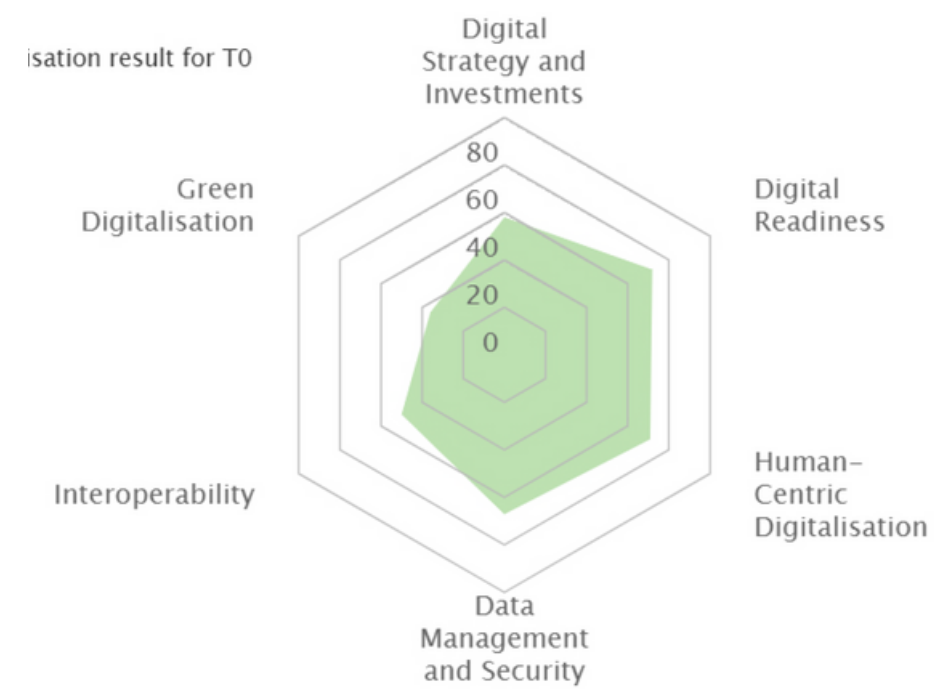 isation result for T0
Digital
Strategy and
Investments
80
60
40
20
0
Green
Digitalisation
Digital
Readiness
Interoperability
Human-
Centric
Digitalisation
Data
Management
and Security